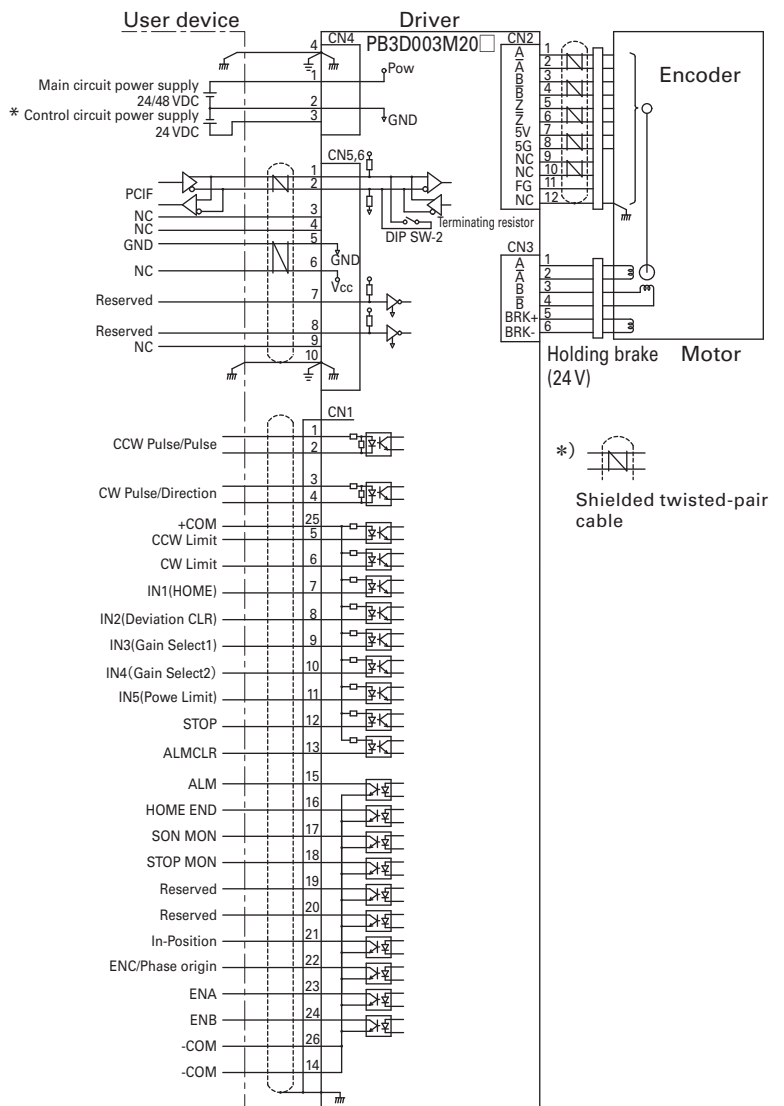 User device
Driver
PB3D003M20□
CN4
4
1
Pow
Main circuit power supply
24/48 VDC
2
* Control circuit power supply
24 VDC
3
GND
CN2
A 1
A̅ 2
B 3
B̅ 4
Z 5
Z̅ 6
5V 7
5G 8
NC 9
NC 10
FG 11
NC 12
Encoder
CN5,6
1
2
PCIF
NC 3
NC 4
GND 5
NC 6
GND
Vcc
Terminating resistor
DIP SW-2
Reserved 7
Reserved 8
NC 9
10
CN3
A 1
A̅ 2
B 3
B̅ 4
BRK+ 5
BRK- 6
Holding brake
(24 V)
Motor
CN1
CCW Pulse/Pulse
1
2
CW Pulse/Direction
3
4
+COM 25
CCW Limit 5
CW Limit 6
IN1(HOME) 7
IN2(Deviation CLR) 8
IN3(Gain Select1) 9
IN4(Gain Select2) 10
IN5(Powe Limit) 11
STOP 12
ALMCLR 13
ALM 15
HOME END 16
SON MON 17
STOP MON 18
Reserved 19
Reserved 20
In-Position 21
ENC/Phase origin 22
ENA 23
ENB 24
-COM 26
-COM 14
*)
Shielded twisted-pair
cable